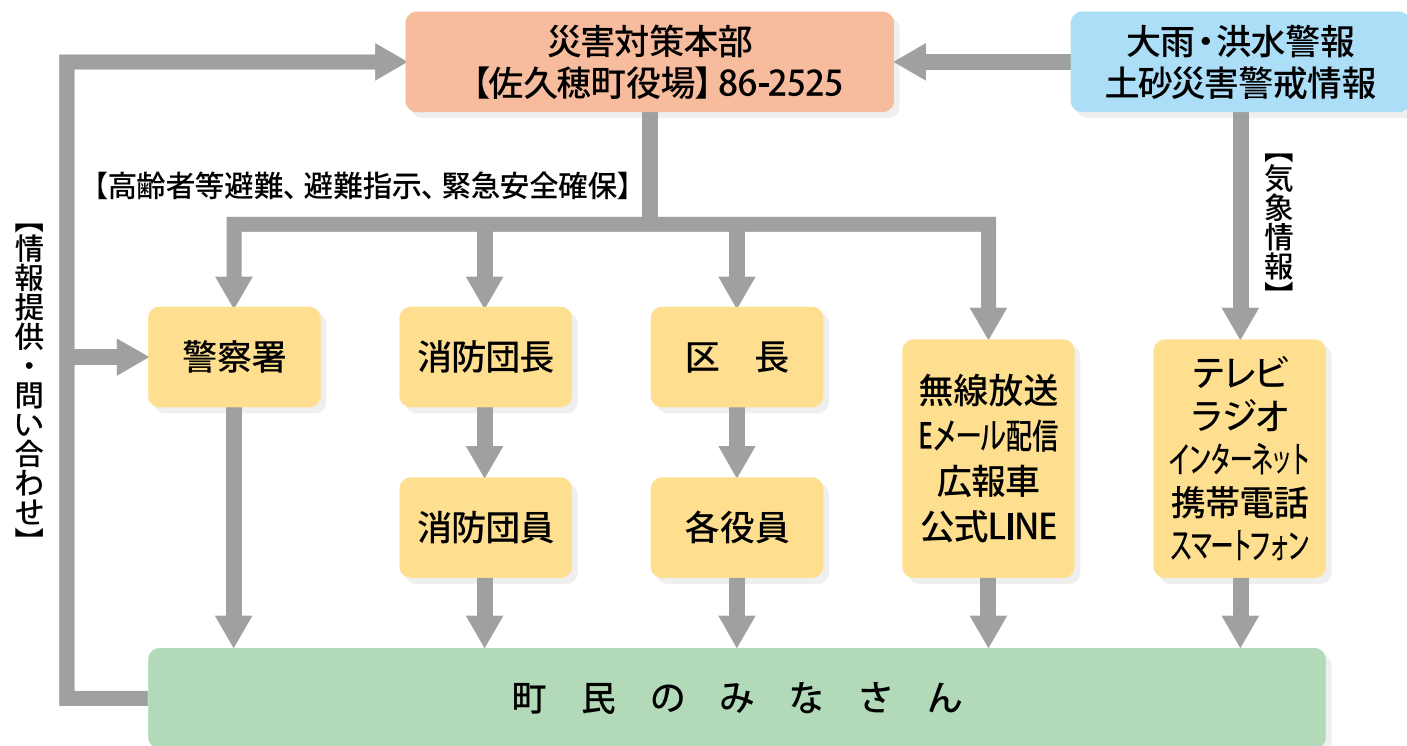 災害対策本部
【佐久穂町役場】86-2525
大雨・洪水警報
土砂災害警戒情報
【高齢者等避難、避難指示、緊急安全確保】
【気象情報】
【情報提供・問い合わせ】
警察署
消防団長
区　長
無線放送
Eメール配信
広報車
公式LINE
テレビ
ラジオ
インターネット
携帯電話
スマートフォン
消防団員
各役員
町　民　の　み　な　さ　ん